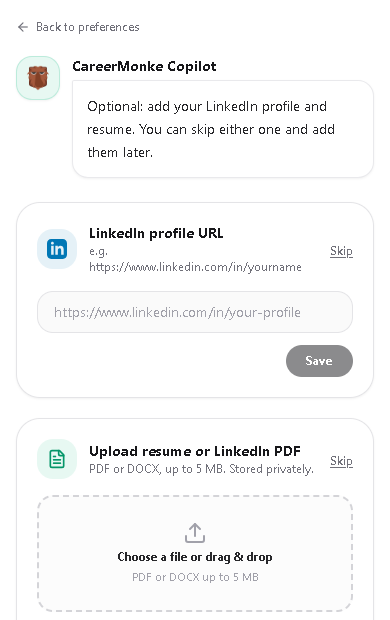 Back to preferences
CareerMonke Copilot
Optional: add your LinkedIn profile and
resume. You can skip either one and add
them later.
LinkedIn profile URL
e.g.
https://www.linkedin.com/in/yourname
Skip
https://www.linkedin.com/in/your-profile
Save
Upload resume or LinkedIn PDF
PDF or DOCX, up to 5 MB. Stored privately.
Skip
Choose a file or drag & drop
PDF or DOCX up to 5 MB